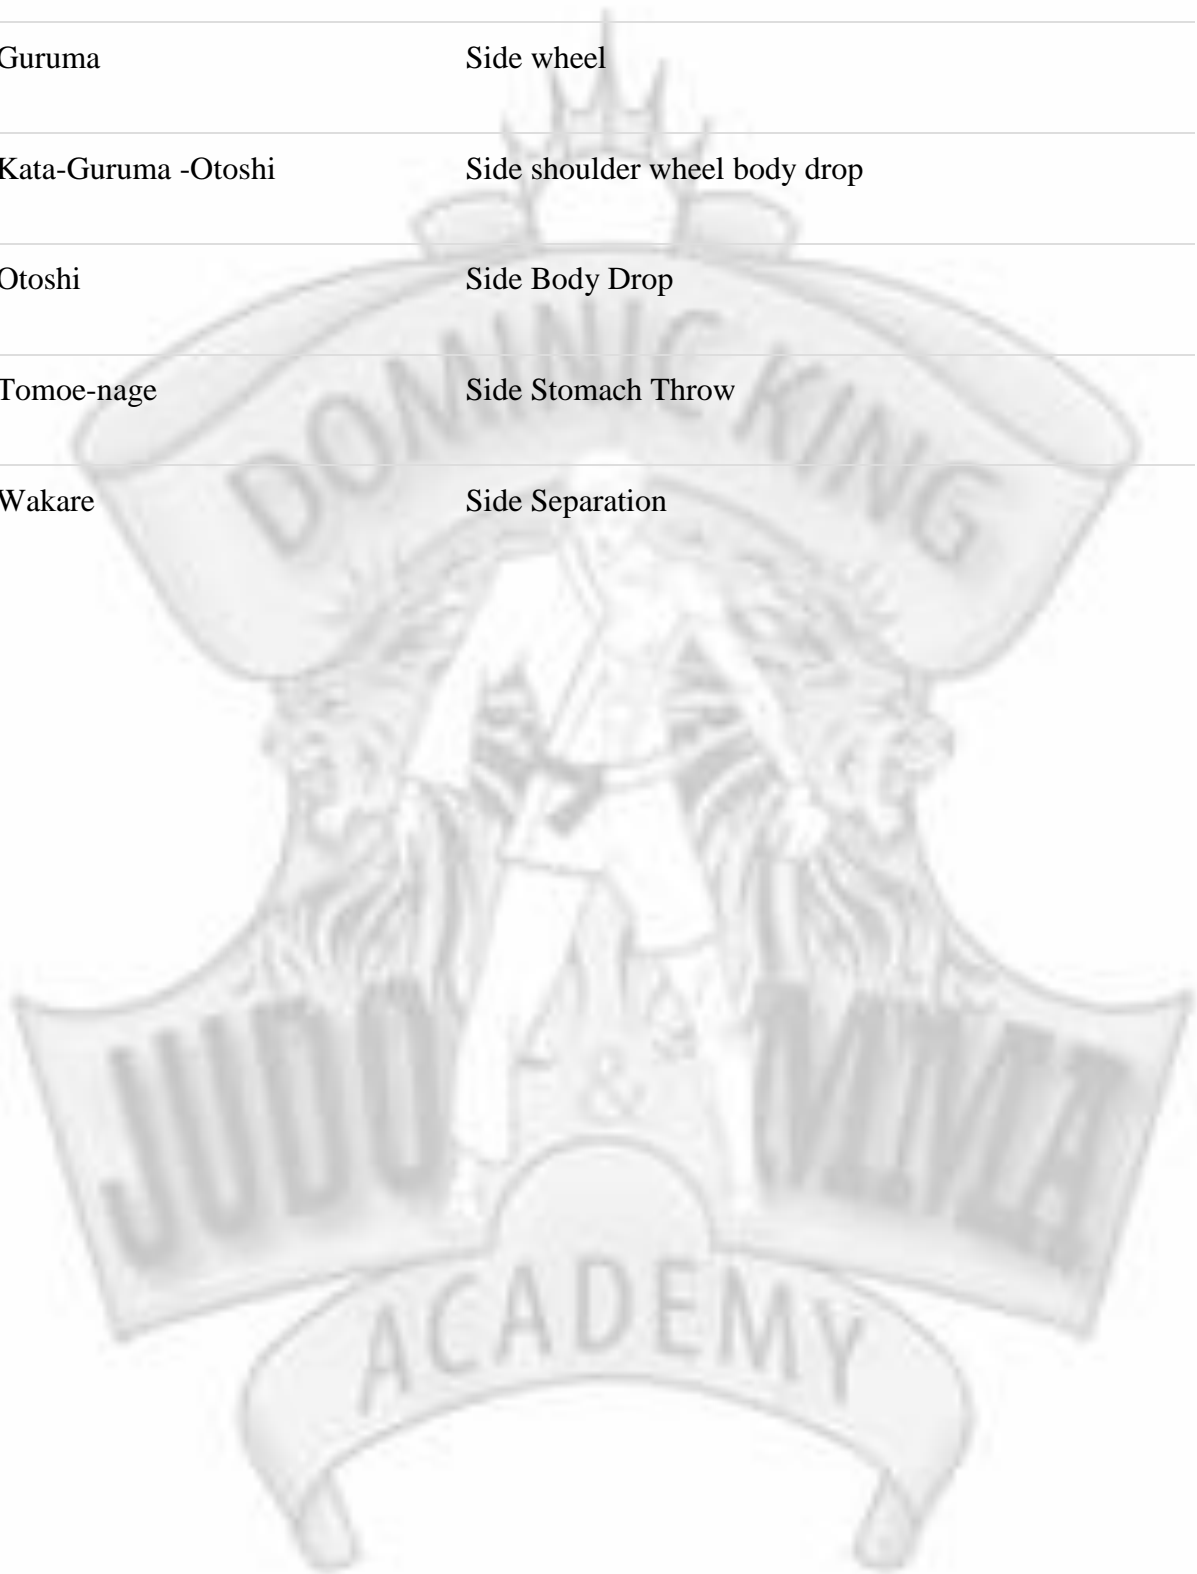 Guruma Side wheel
Kata-Guruma -Otoshi Side shoulder wheel body drop
Otoshi Side Body Drop
Tomoe-nage Side Stomach Throw
Wakare Side Separation
DOMINIC KING
JUDO & MMA
ACADEMY